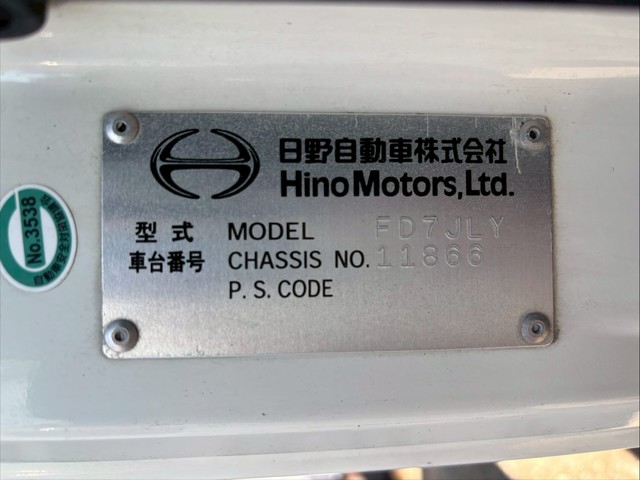 日野自動車株式会社
Hino Motors, Ltd.
型式 MODEL FD7JLY
車台番号 CHASSIS NO. 11866
P. S. CODE
No.3538